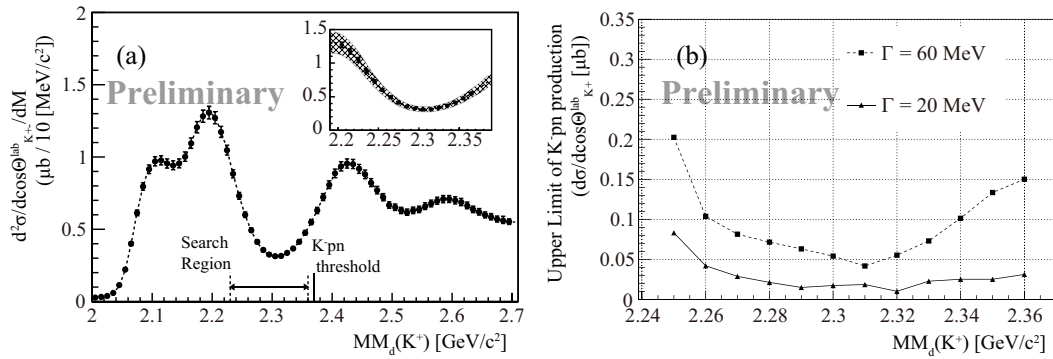 (a)
Preliminary
d²σ/dcosΘ^lab_K+/dM
(μb / 10 [MeV/c²])
2
1.5
1
0.5
0
2 2.1 2.2 2.3 2.4 2.5 2.6 2.7
MM_d(K⁺) [GeV/c²]
Search
Region
K⁻pn
threshold
1.5
1
0.5
0
2.2 2.25 2.3 2.35
(b)
Preliminary
Upper Limit of K⁻pn production
(dσ/dcosΘ^lab_K+ [μb]
0.35
0.3
0.25
0.2
0.15
0.1
0.05
0
2.24 2.26 2.28 2.30 2.32 2.34 2.36
MM_d(K⁺) [GeV/c²]
Γ = 60 MeV
Γ = 20 MeV